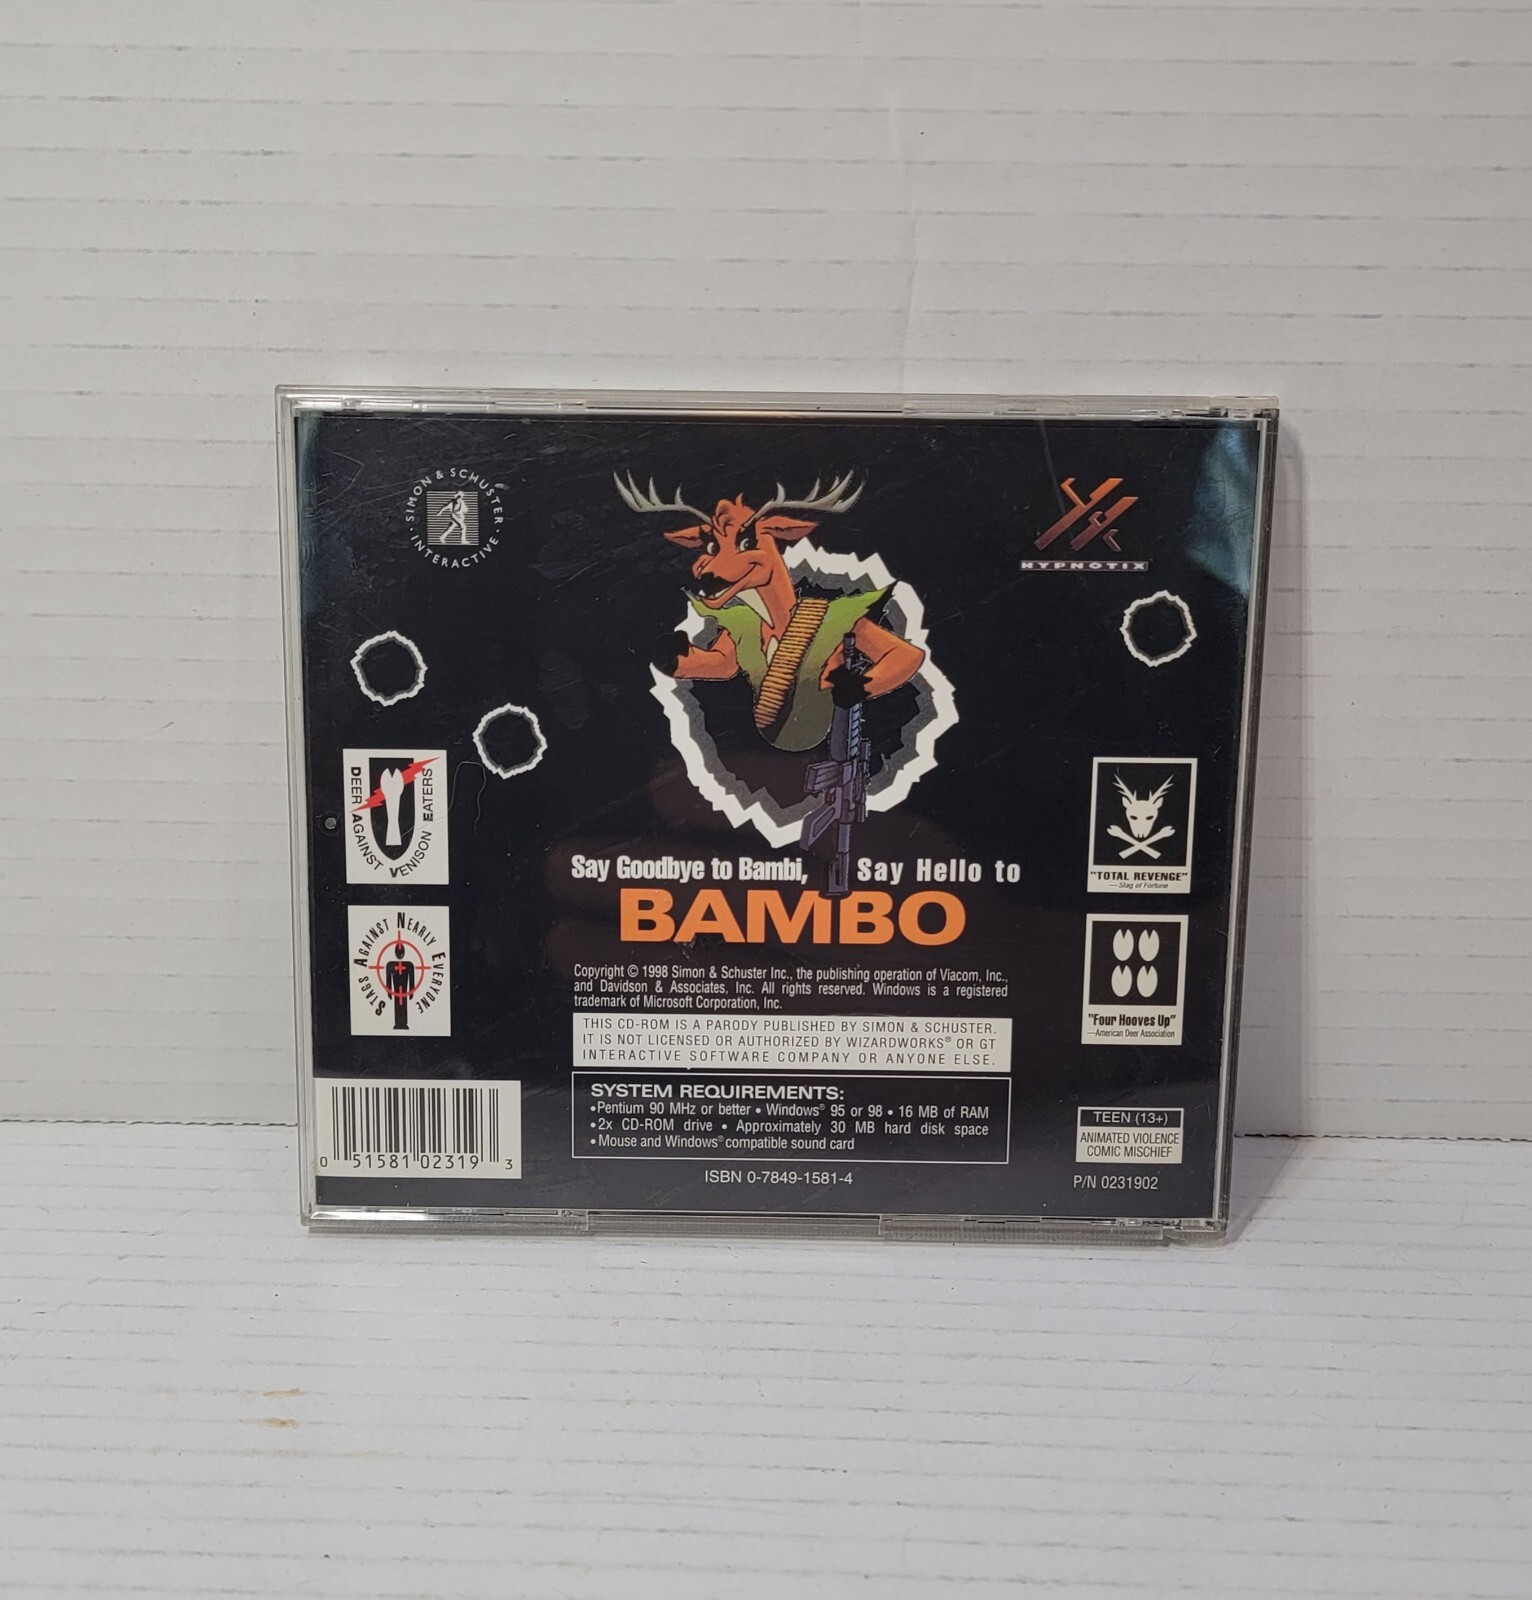 SIMON & SCHUSTER
INTERACTIVE
HYPNOTIX
DEER AGAINST VENISON EATERS
STAGS AGAINST NEARLY EVERYONE
Say Goodbye to Bambi, Say Hello to
BAMBO
"TOTAL REVENGE"
—Stag of Fortune
"Four Hooves Up"
—American Deer Association
Copyright © 1998 Simon & Schuster Inc., the publishing operation of Viacom, Inc.,
and Davidson & Associates, Inc. All rights reserved. Windows is a registered
trademark of Microsoft Corporation, Inc.
THIS CD-ROM IS A PARODY PUBLISHED BY SIMON & SCHUSTER.
IT IS NOT LICENSED OR AUTHORIZED BY WIZARDWORKS® OR GT
INTERACTIVE SOFTWARE COMPANY OR ANYONE ELSE.
SYSTEM REQUIREMENTS:
• Pentium 90 MHz or better • Windows® 95 or 98 • 16 MB of RAM
• 2x CD-ROM drive • Approximately 30 MB hard disk space
• Mouse and Windows® compatible sound card
ISBN 0-7849-1581-4
0 51581 02319 3
TEEN (13+)
ANIMATED VIOLENCE
COMIC MISCHIEF
P/N 0231902